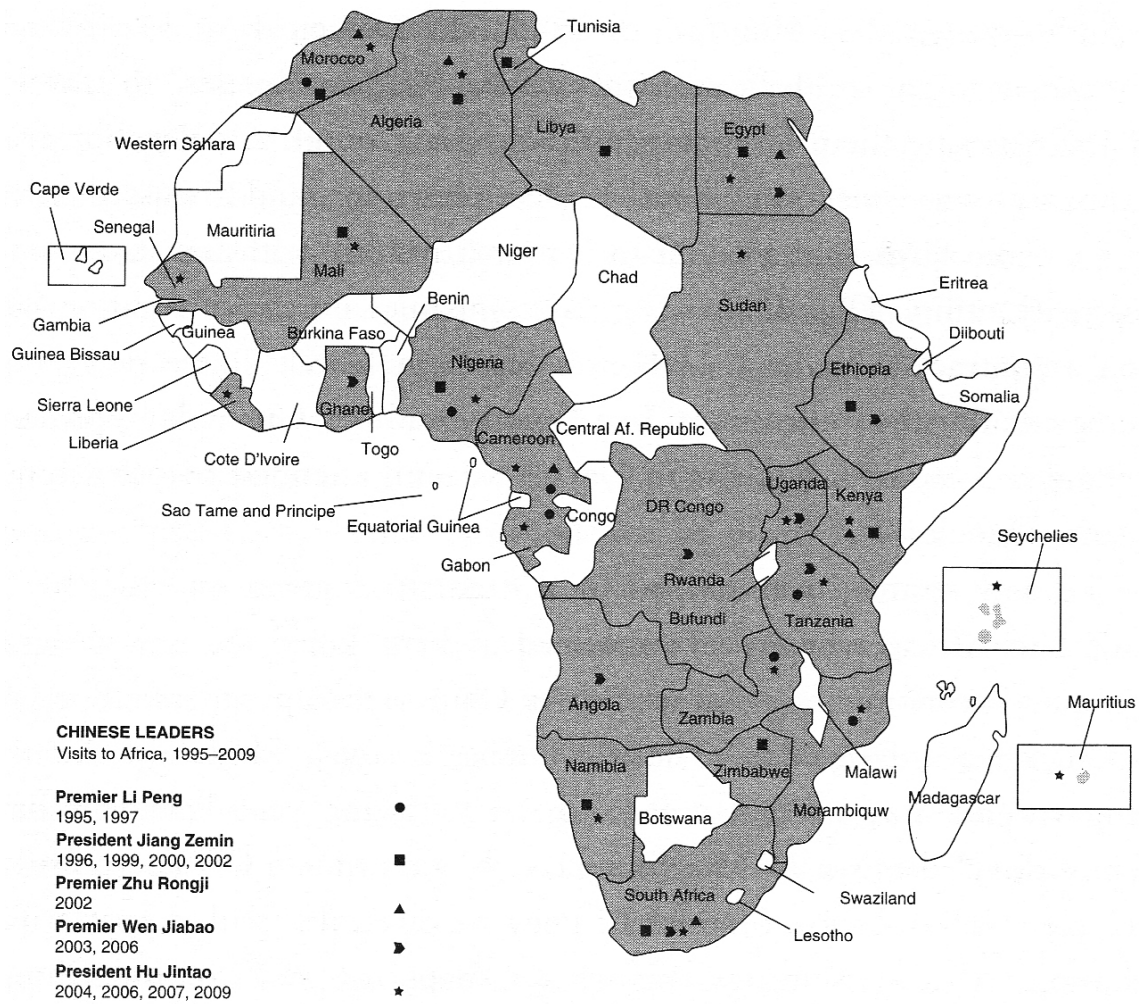 Tunisia
Morocco
Algeria
Libya
Egypt
Western Sahara
Cape Verde
Senegal
Mauritiria
Mali
Niger
Chad
Sudan
Eritrea
Benin
Gambia
Guinea
Burkina Faso
Guinea Bissau
Nigeria
Diibouti
Ethiopia
Somalia
Sierra Leone
Ghane
Liberia
Togo
Cameroon
Central Af. Republic
Cote D'lvoire
Uganda
Kenya
Sao Tame and Principe
Equatorial Guinea
Congo
DR Congo
Seychelies
Gabon
Rwanda
Bufundi
Tanzania
Angola
Zambia
Mauritius
CHINESE LEADERS
Visits to Africa, 1995–2009
Namibia
Zimbabwe
Malawi
Madagascar
Botswana
Morambiquw
Premier Li Peng
1995, 1997
President Jiang Zemin
1996, 1999, 2000, 2002
Premier Zhu Rongji
2002
Premier Wen Jiabao
2003, 2006
President Hu Jintao
2004, 2006, 2007, 2009
South Africa
Swaziland
Lesotho